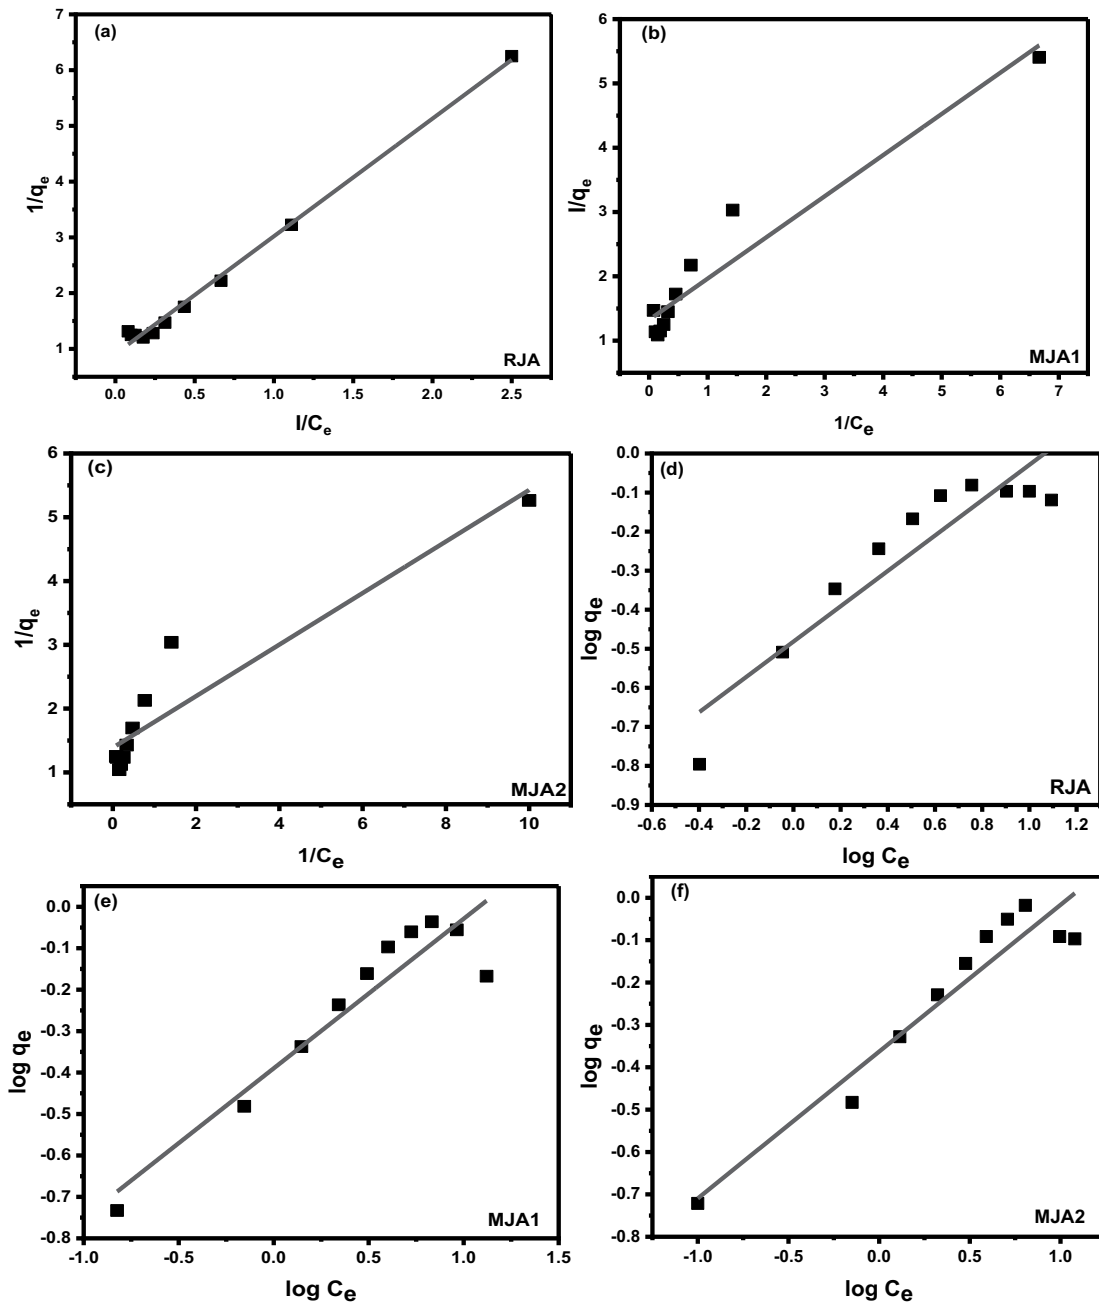 (a)
7
6
5
4
3
2
1
1/qe
0.0 0.5 1.0 1.5 2.0 2.5
I/Ce
RJA
(b)
6
5
4
3
2
1
I/qe
0 1 2 3 4 5 6 7
1/Ce
MJA1
(c)
6
5
4
3
2
1
1/qe
0 2 4 6 8 10
1/Ce
MJA2
(d)
0.0
-0.1
-0.2
-0.3
-0.4
-0.5
-0.6
-0.7
-0.8
-0.9
log qe
-0.6 -0.4 -0.2 0.0 0.2 0.4 0.6 0.8 1.0 1.2
log Ce
RJA
(e)
0.0
-0.1
-0.2
-0.3
-0.4
-0.5
-0.6
-0.7
-0.8
log qe
-1.0 -0.5 0.0 0.5 1.0 1.5
log Ce
MJA1
(f)
0.0
-0.1
-0.2
-0.3
-0.4
-0.5
-0.6
-0.7
-0.8
log qe
-1.0 -0.5 0.0 0.5 1.0
log Ce
MJA2